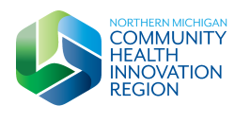 NORTHERN MICHIGAN
COMMUNITY
HEALTH
INNOVATION
REGION